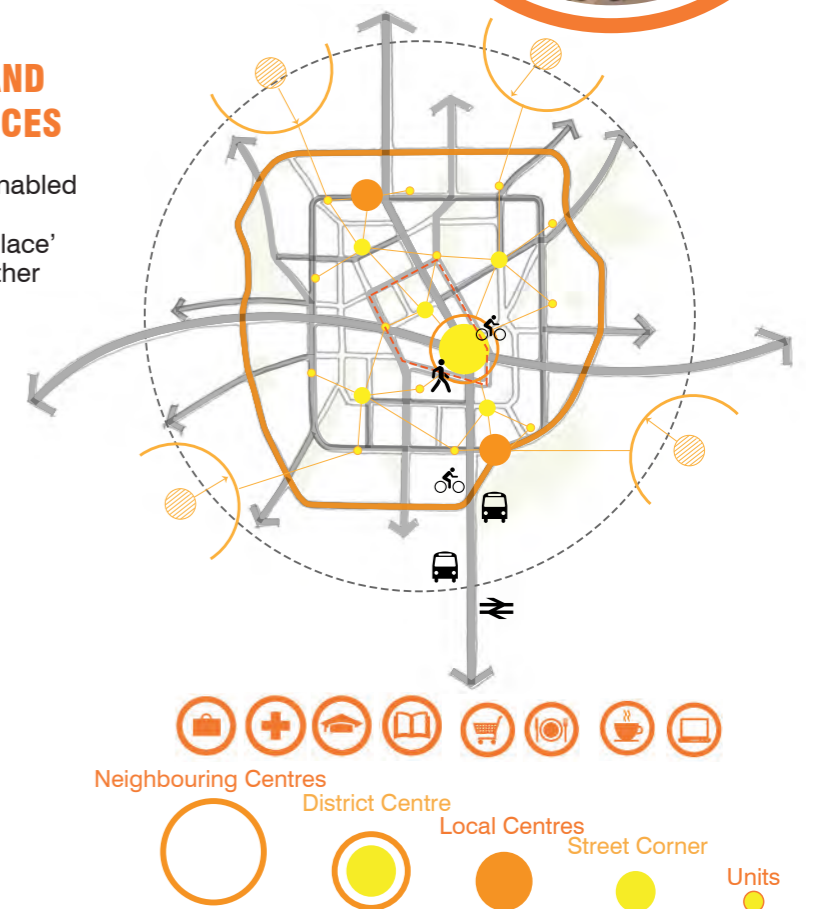 AND
CES
nabled
lace’
ther
Neighbouring Centres
District Centre
Local Centres
Street Corner
Units